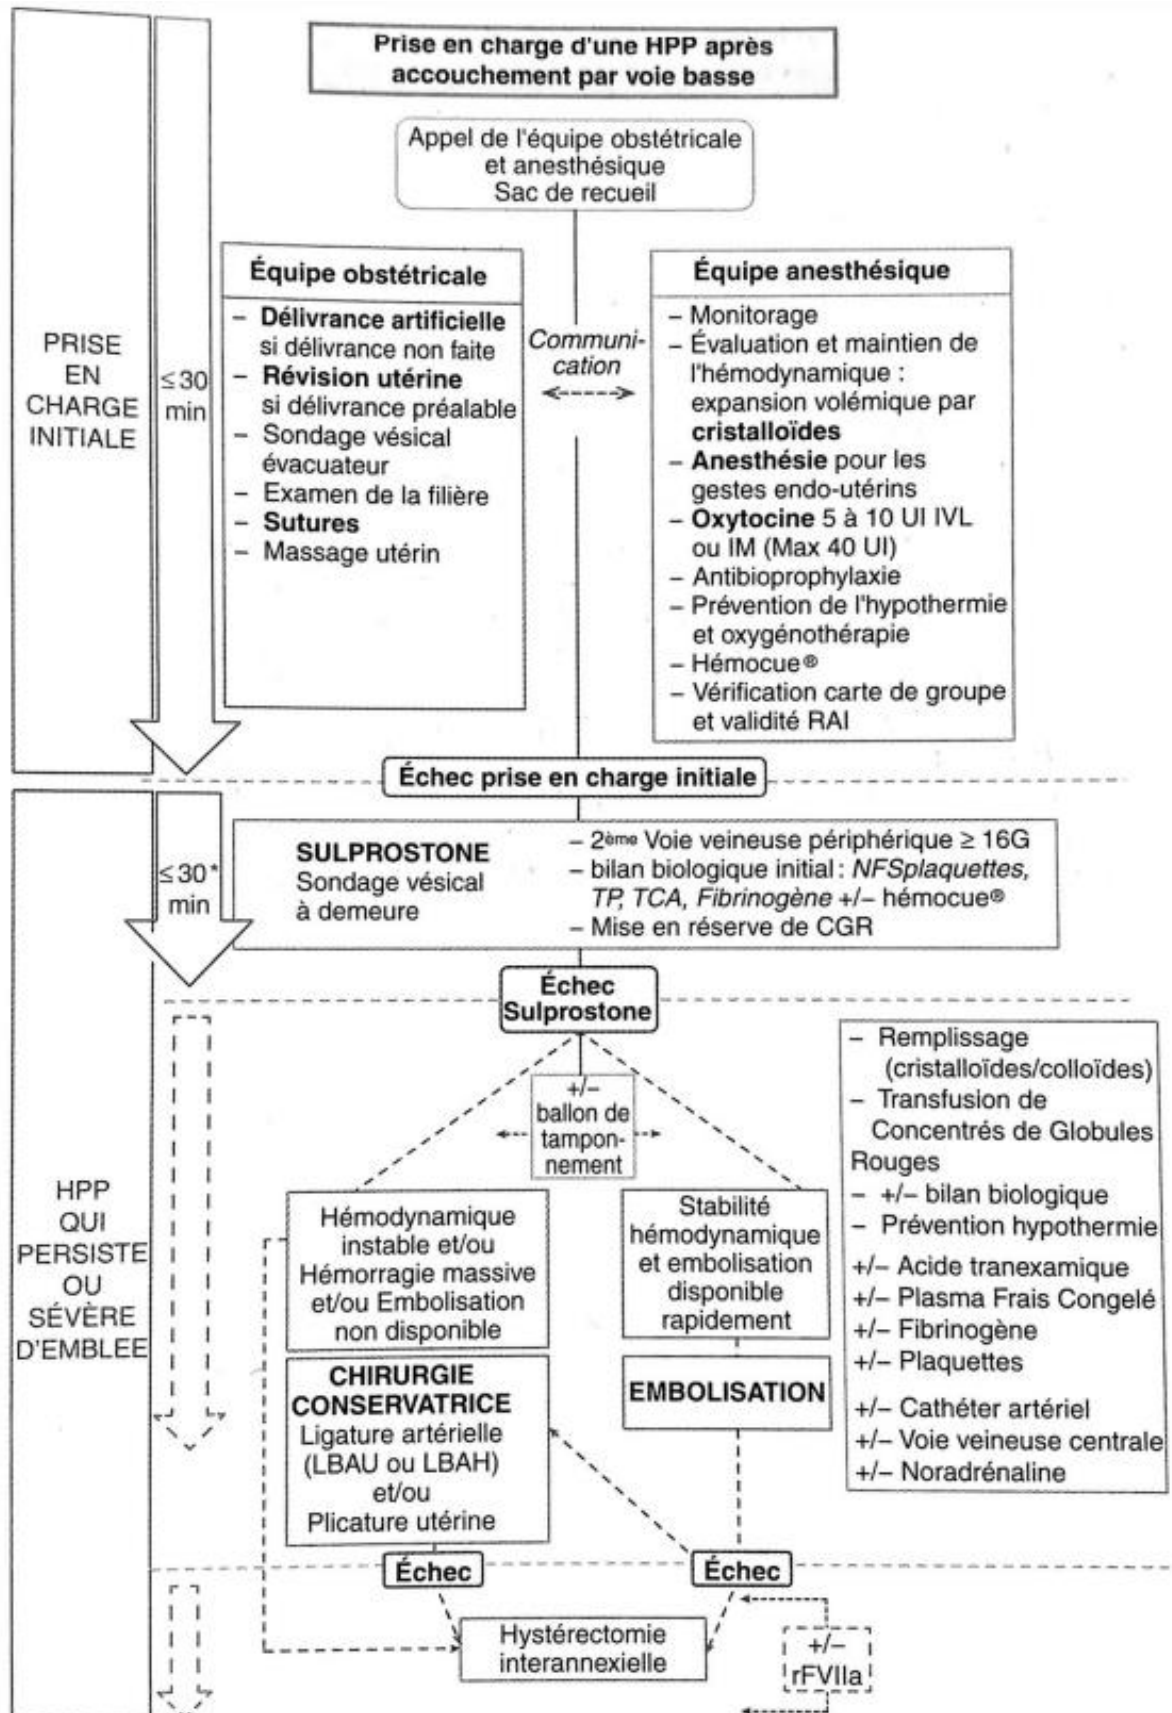 Prise en charge d'une HPP après
accouchement par voie basse
Appel de l'équipe obstétricale
et anesthésique
Sac de recueil
PRISE
EN
CHARGE
INITIALE
≤30
min
Équipe obstétricale
– Délivrance artificielle
si délivrance non faite
– Révision utérine
si délivrance préalable
– Sondage vésical
évacuateur
– Examen de la filière
– Sutures
– Massage utérin
Communi-
cation
Équipe anesthésique
– Monitorage
– Évaluation et maintien de
l'hémodynamique :
expansion volémique par
cristalloïdes
– Anesthésie pour les
gestes endo-utérins
– Oxytocine 5 à 10 UI IVL
ou IM (Max 40 UI)
– Antibioprophylaxie
– Prévention de l'hypothermie
et oxygénothérapie
– Hémocue®
– Vérification carte de groupe
et validité RAI
Échec prise en charge initiale
≤30*
min
SULPROSTONE
Sondage vésical
à demeure
– 2ème Voie veineuse périphérique ≥ 16G
– bilan biologique initial : NFSplaquettes,
TP, TCA, Fibrinogène +/– hémocue®
– Mise en réserve de CGR
Échec
Sulprostone
HPP
QUI
PERSISTE
OU
SÉVÈRE
D'EMBLEE
+/–
ballon de
tampon-
nement
Hémodynamique
instable et/ou
Hémorragie massive
et/ou Embolisation
non disponible
CHIRURGIE
CONSERVATRICE
Ligature artérielle
(LBAU ou LBAH)
et/ou
Plicature utérine
Stabilité
hémodynamique
et embolisation
disponible
rapidement
EMBOLISATION
– Remplissage
(cristalloïdes/colloïdes)
– Transfusion de
Concentrés de Globules
Rouges
– +/– bilan biologique
– Prévention hypothermie
+/– Acide tranexamique
+/– Plasma Frais Congelé
+/– Fibrinogène
+/– Plaquettes
+/– Cathéter artériel
+/– Voie veineuse centrale
+/– Noradrénaline
Échec
Échec
Hystérectomie
interannexielle
+/–
rFVIIa